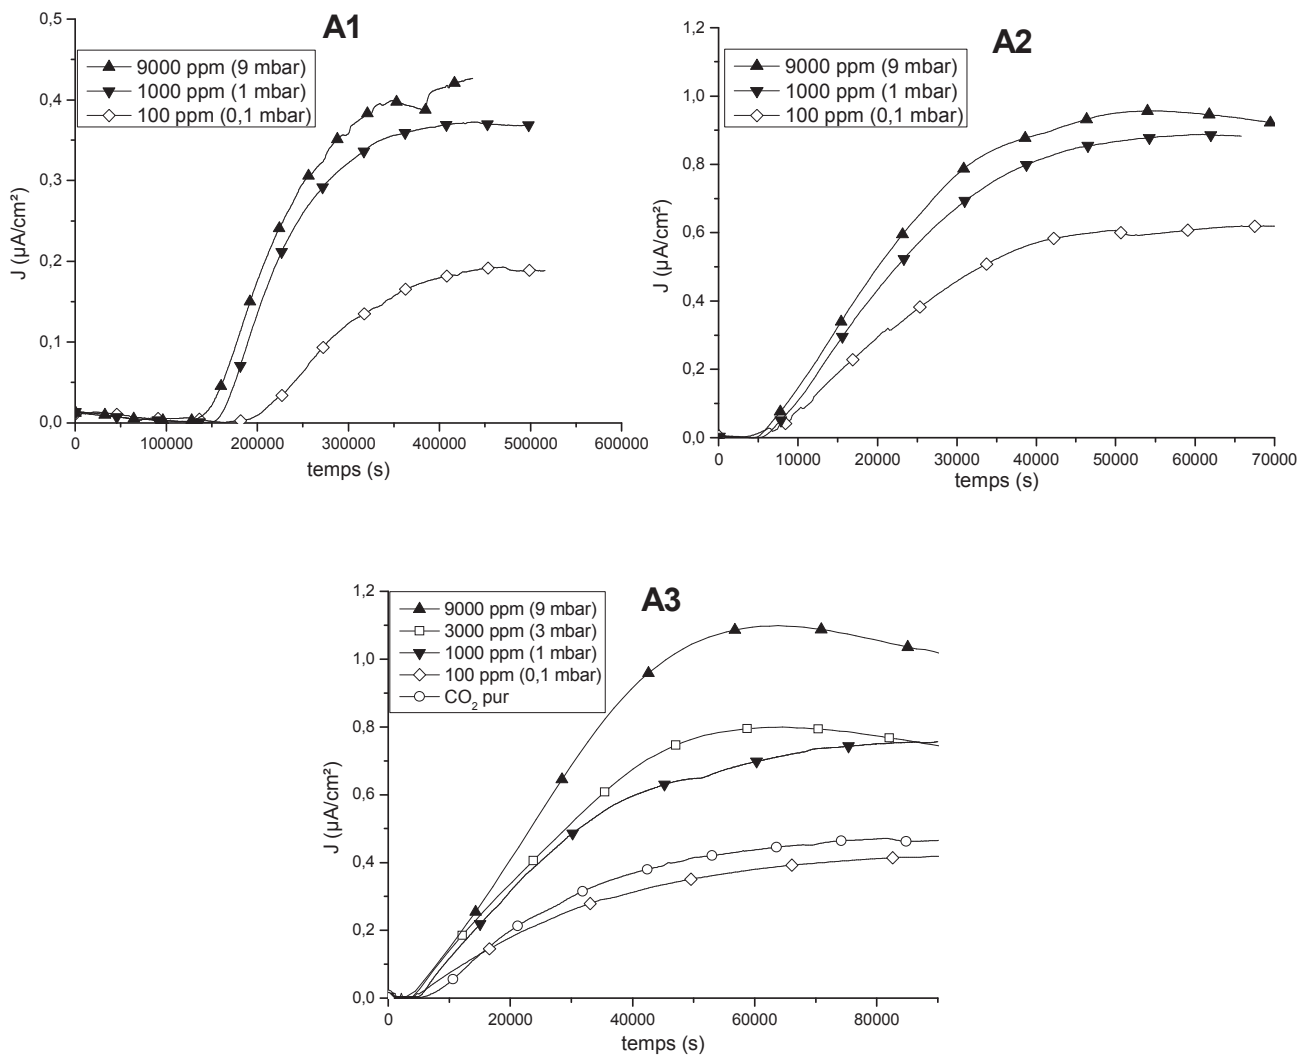 A1
9000 ppm (9 mbar)
1000 ppm (1 mbar)
100 ppm (0,1 mbar)
0,5
0,4
0,3
0,2
0,1
0,0
J (µA/cm²)
0 100000 200000 300000 400000 500000 600000
temps (s)
A2
9000 ppm (9 mbar)
1000 ppm (1 mbar)
100 ppm (0,1 mbar)
1,2
1,0
0,8
0,6
0,4
0,2
0,0
J (µA/cm²)
0 10000 20000 30000 40000 50000 60000 70000
temps (s)
A3
9000 ppm (9 mbar)
3000 ppm (3 mbar)
1000 ppm (1 mbar)
100 ppm (0,1 mbar)
CO₂ pur
1,2
1,0
0,8
0,6
0,4
0,2
0,0
J (µA/cm²)
0 20000 40000 60000 80000
temps (s)